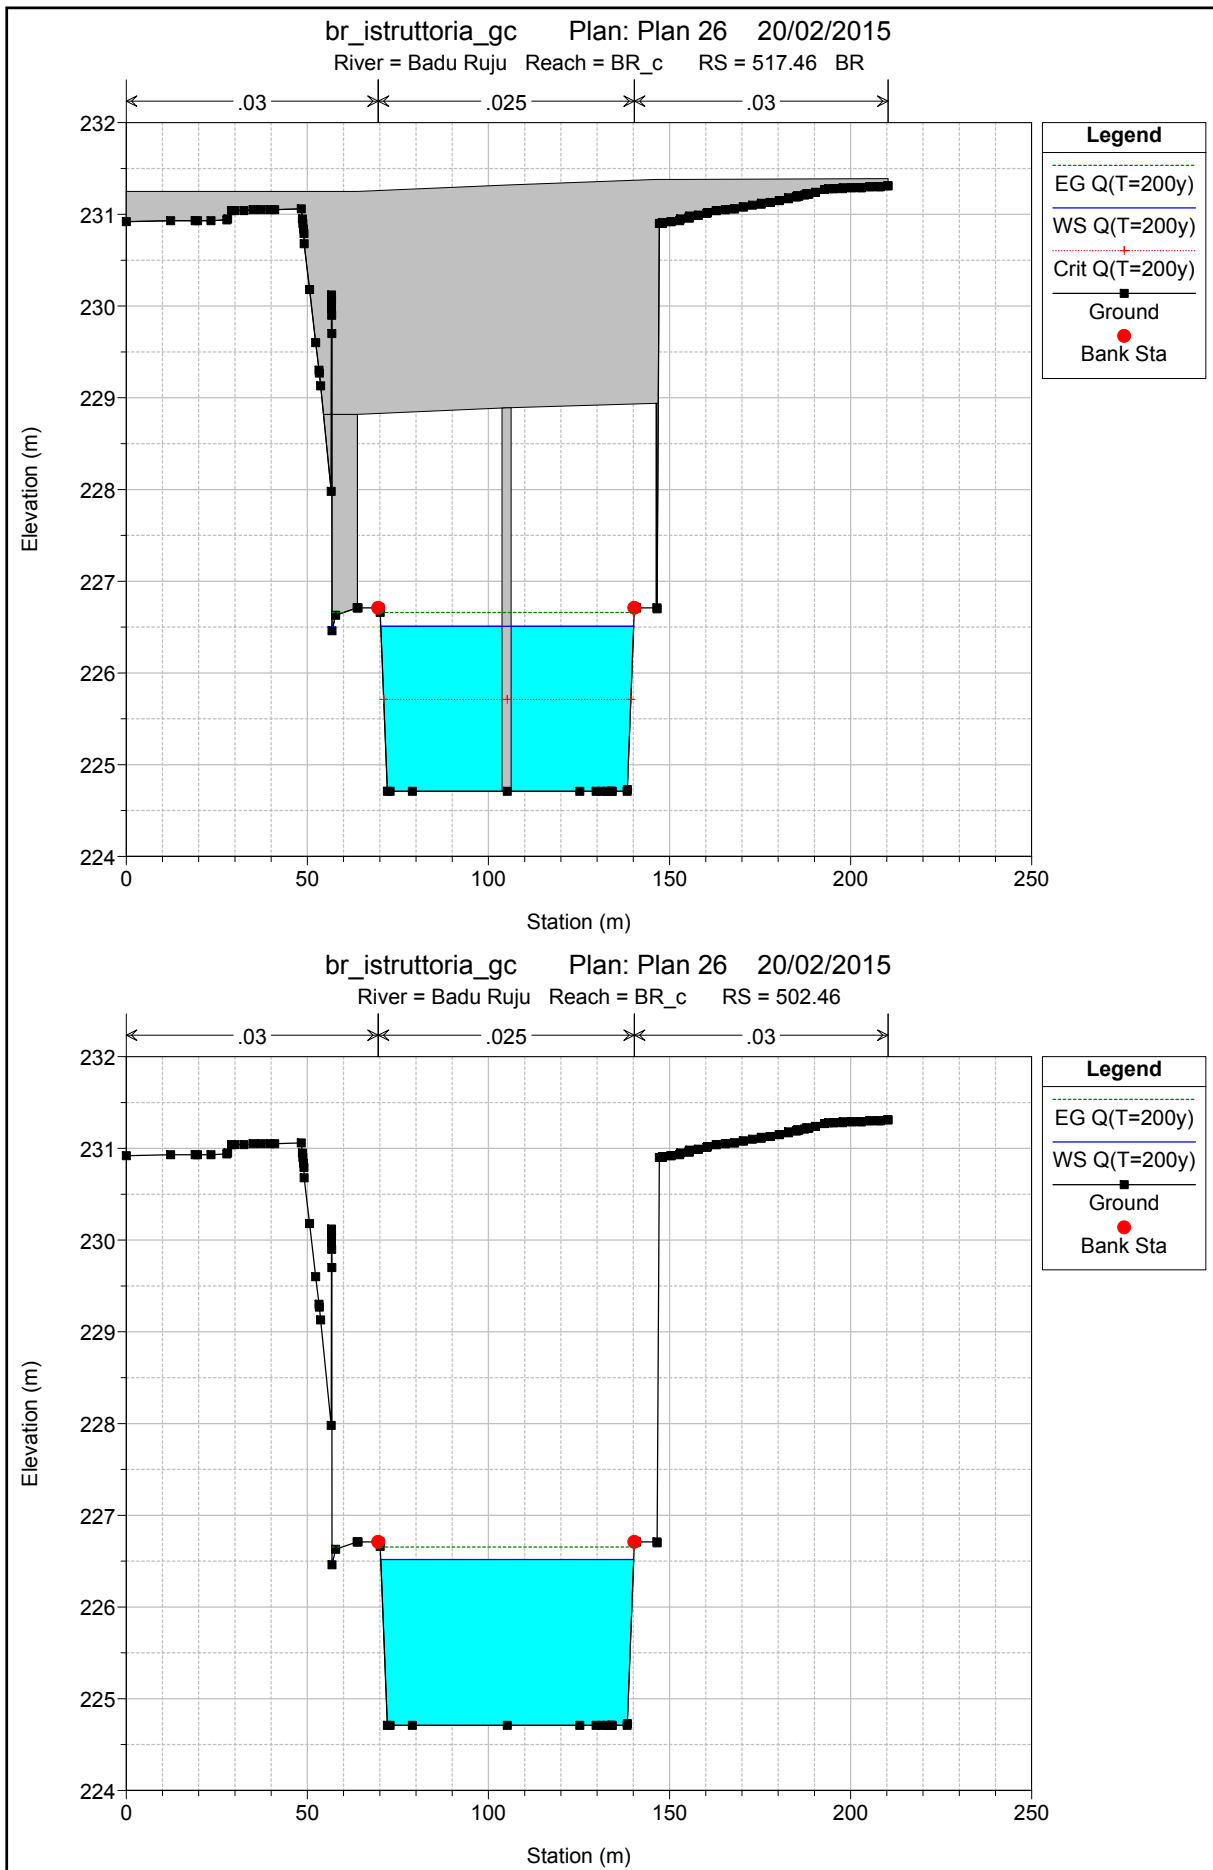 br_istruttoria_gc Plan: Plan 26 20/02/2015
River = Badu Ruju Reach = BR_c RS = 517.46 BR
.03 .025 .03
232
231
230
229
228
227
226
225
224
Elevation (m)
0 50 100 150 200 250
Station (m)
Legend
EG Q(T=200y)
WS Q(T=200y)
Crit Q(T=200y)
Ground
Bank Sta
br_istruttoria_gc Plan: Plan 26 20/02/2015
River = Badu Ruju Reach = BR_c RS = 502.46
.03 .025 .03
232
231
230
229
228
227
226
225
224
Elevation (m)
0 50 100 150 200 250
Station (m)
Legend
EG Q(T=200y)
WS Q(T=200y)
Ground
Bank Sta